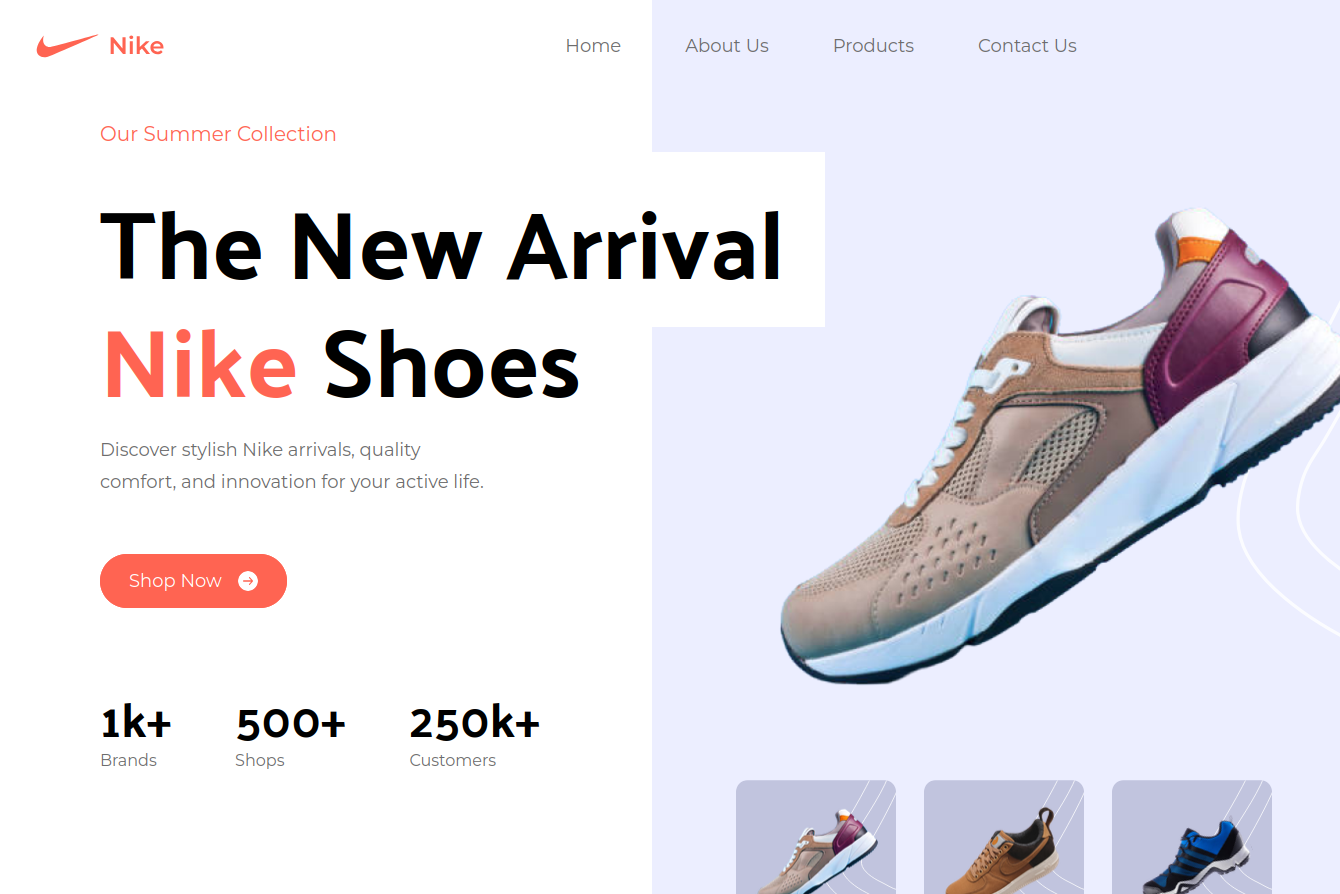 Nike
Home
About Us
Products
Contact Us
Our Summer Collection
The New Arrival
Nike Shoes
Discover stylish Nike arrivals, quality
comfort, and innovation for your active life.
Shop Now
1k+
Brands
500+
Shops
250k+
Customers